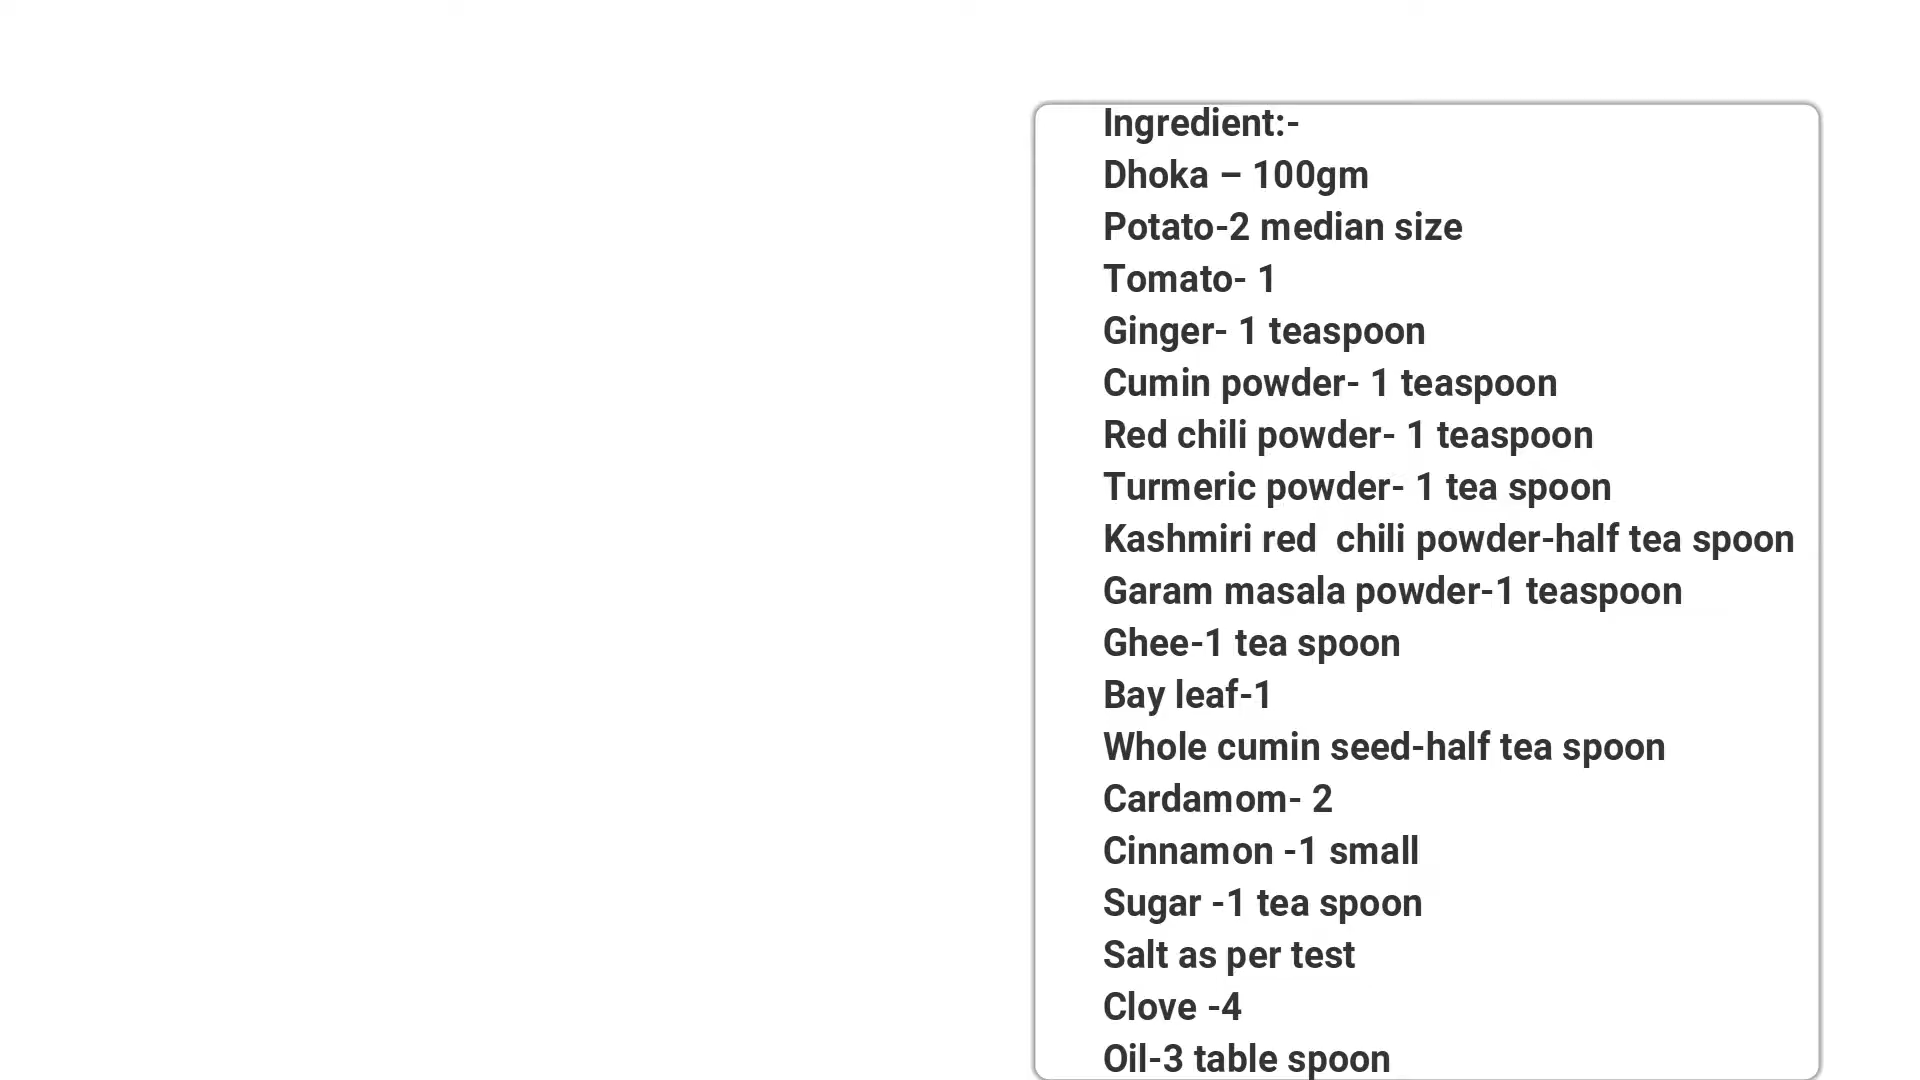 Ingredient:-
Dhoka – 100gm
Potato-2 median size
Tomato- 1
Ginger- 1 teaspoon
Cumin powder- 1 teaspoon
Red chili powder- 1 teaspoon
Turmeric powder- 1 tea spoon
Kashmiri red  chili powder-half tea spoon
Garam masala powder-1 teaspoon
Ghee-1 tea spoon
Bay leaf-1
Whole cumin seed-half tea spoon
Cardamom- 2
Cinnamon -1 small
Sugar -1 tea spoon
Salt as per test
Clove -4
Oil-3 table spoon